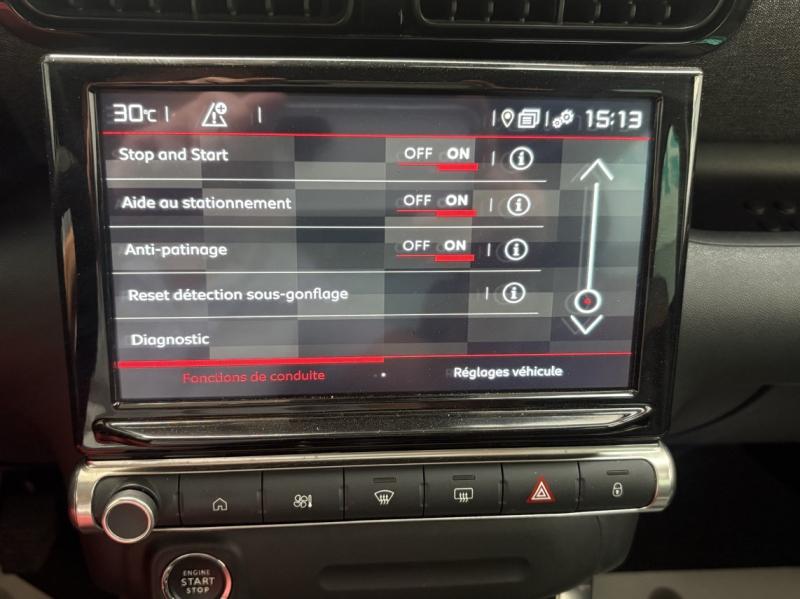 30°C
15:13
Stop and Start OFF ON
Aide au stationnement OFF ON
Anti-patinage OFF ON
Reset détection sous-gonflage
Diagnostic
Fonctions de conduite
Réglages véhicule
ENGINE
START
STOP